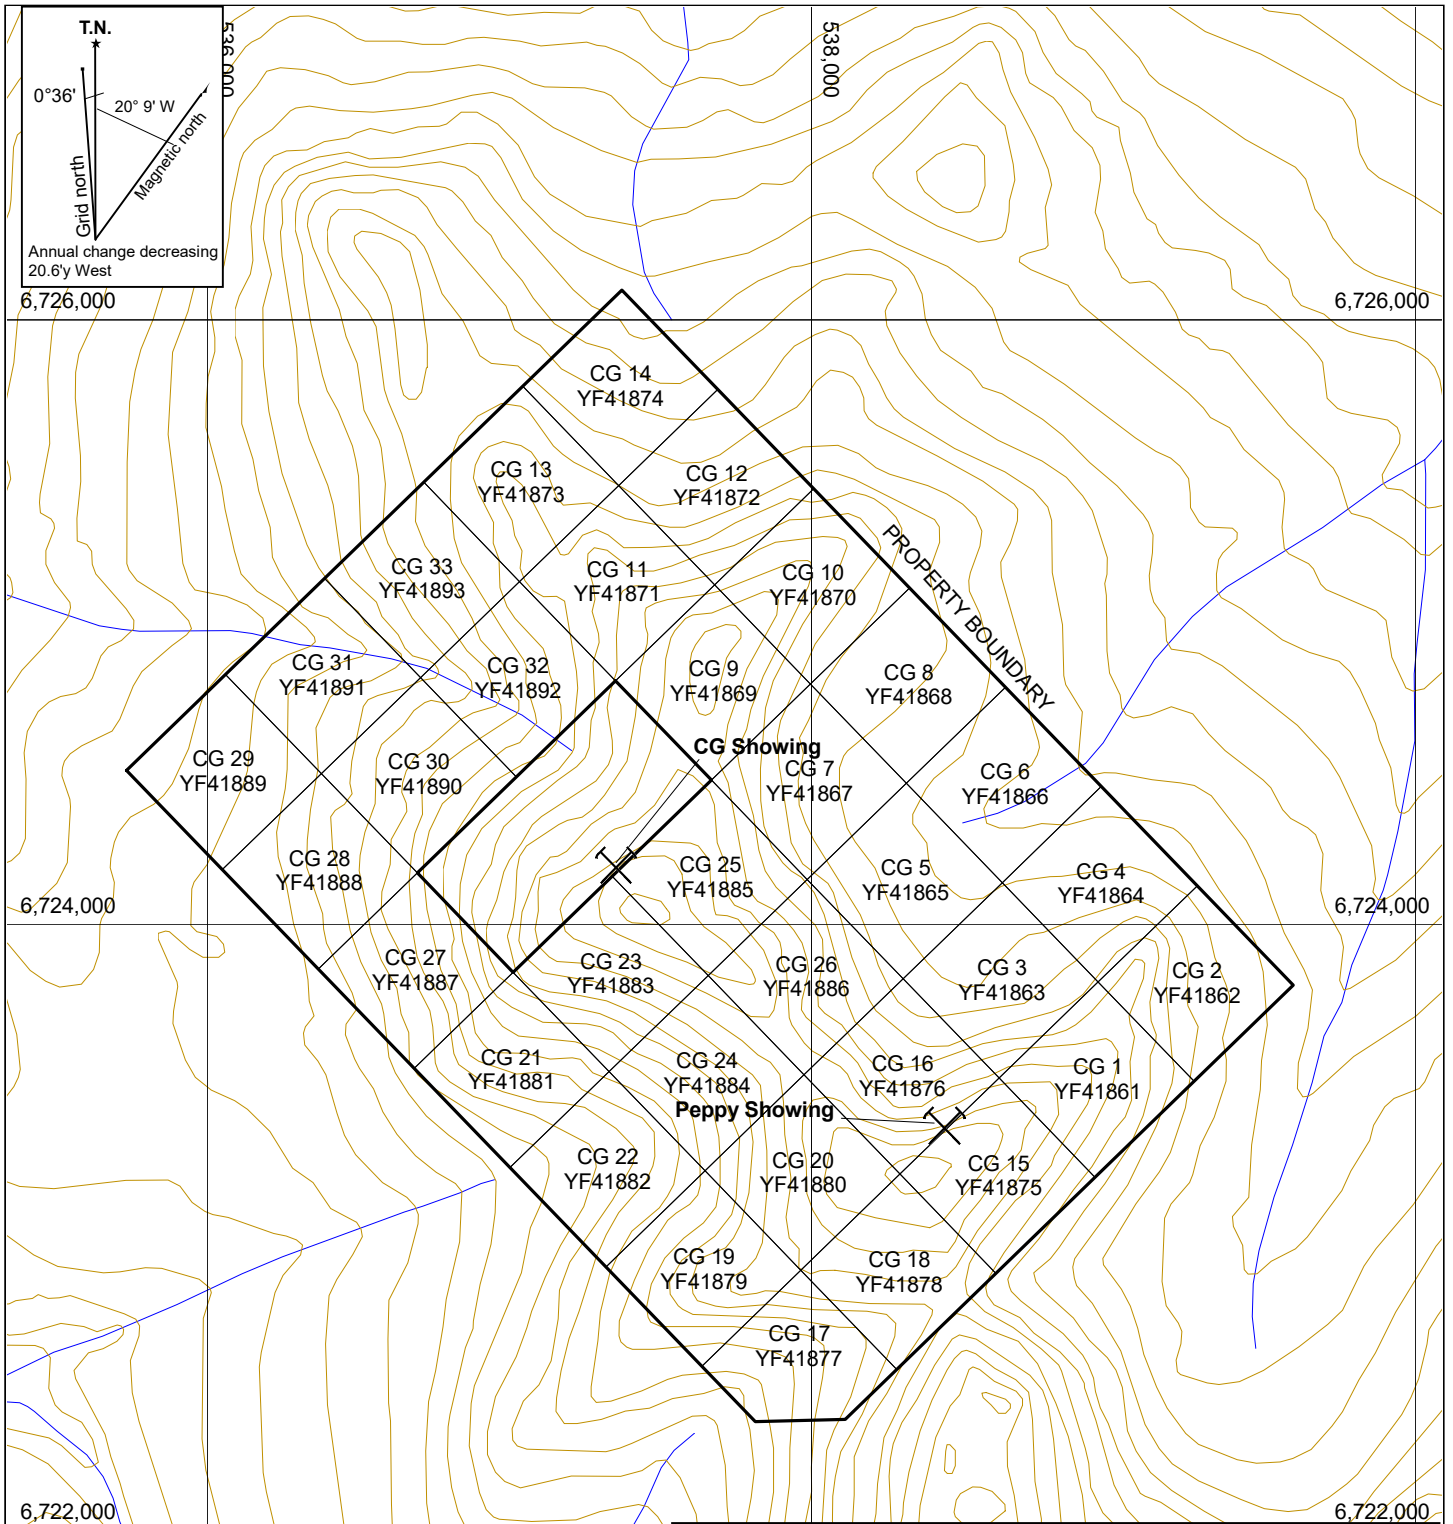 T.N.
0°36'
20° 9' W
Grid north
Magnetic north
Annual change decreasing
20.6'y West
536,000
538,000
6,726,000
6,726,000
CG 14
YF41874
CG 13
YF41873
CG 12
YF41872
PROPERTY BOUNDARY
CG 33
YF41893
CG 11
YF41871
CG 10
YF41870
CG 31
YF41891
CG 32
YF41892
CG 9
YF41869
CG 8
YF41868
CG Showing
CG 29
YF41889
CG 30
YF41890
CG 7
YF41867
CG 6
YF41866
CG 28
YF41888
CG 25
YF41885
CG 5
YF41865
CG 4
YF41864
6,724,000
6,724,000
CG 27
YF41887
CG 23
YF41883
CG 26
YF41886
CG 3
YF41863
CG 2
YF41862
CG 21
YF41881
CG 24
YF41884
CG 16
YF41876
CG 1
YF41861
Peppy Showing
CG 22
YF41882
CG 20
YF41880
CG 15
YF41875
CG 19
YF41879
CG 18
YF41878
CG 17
YF41877
6,722,000
6,722,000